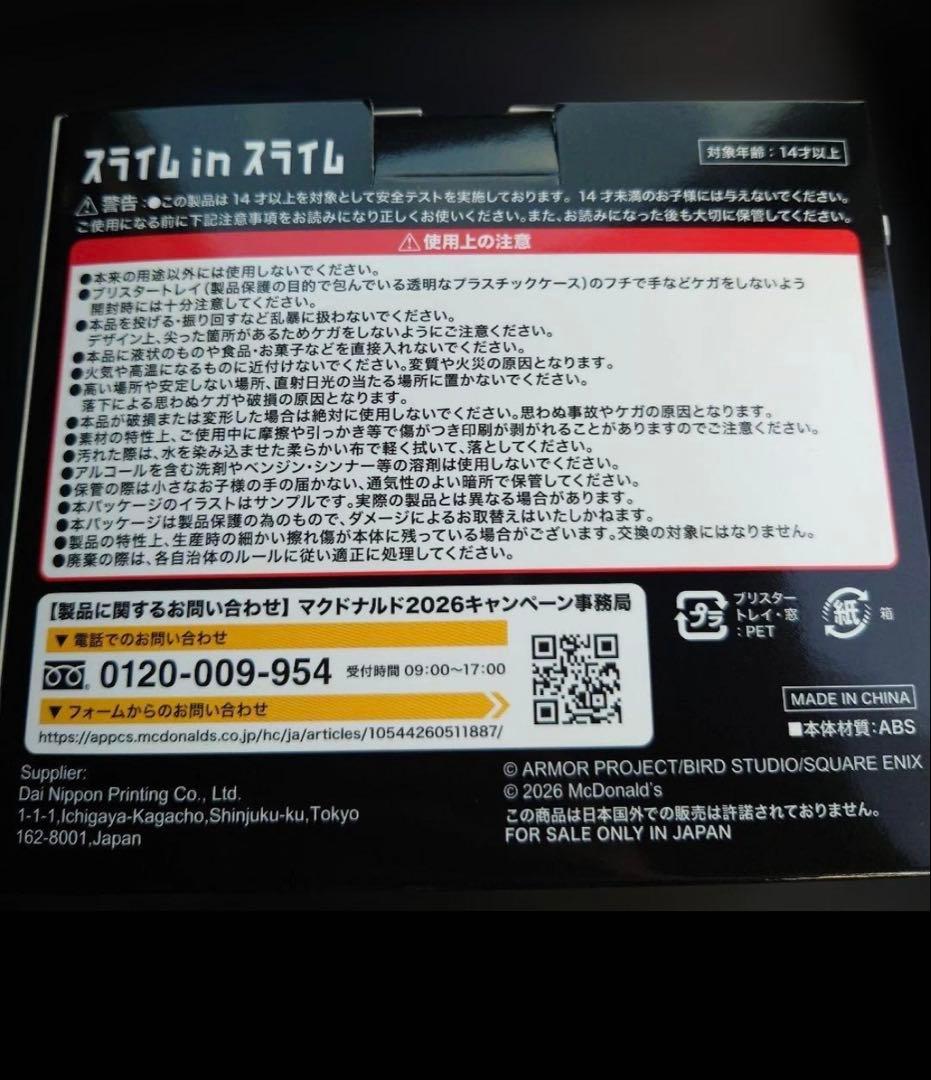 スライム in スライム
対象年齢：14才以上
⚠警告：●この製品は14才以上を対象として安全テストを実施しております。14才未満のお子様には与えないでください。
ご使用になる前に下記注意事項をお読みになり正しくお使いください。また、お読みになった後も大切に保管してください。
⚠使用上の注意
●本来の用途以外には使用しないでください。
●ブリスタートレイ(製品保護の目的で包んでいる透明なプラスチックケース)のフチで手などケガをしないよう
開封時には十分注意してください。
●本品を投げる・振り回すなど乱暴に扱わないでください。
デザイン上、尖った箇所があるためケガをしないようにご注意ください。
●本品に液状のものや食品・お菓子などを直接入れないでください。
●火気や高温になるものに近付けないでください。変質や火災の原因となります。
●高い場所や安定しない場所、直射日光の当たる場所に置かないでください。
落下による思わぬケガや破損の原因となります。
●本品が破損または変形した場合は絶対に使用しないでください。思わぬ事故やケガの原因となります。
●素材の特性上、ご使用中に摩擦や引っかき等で傷がつき印刷が剥がれることがありますのでご注意ください。
●汚れた際は、水を染み込ませた柔らかい布で軽く拭いて、落としてください。
●アルコールを含む洗剤やベンジン・シンナー等の溶剤は使用しないでください。
●保管の際は小さなお子様の手の届かない、通気性のよい暗所で保管してください。
●本パッケージのイラストはサンプルです。実際の製品とは異なる場合があります。
●本パッケージは製品保護の為のもので、ダメージによるお取替えはいたしかねます。
●製品の特性上、生産時の細かい擦れ傷が本体に残っている場合がございます。交換の対象にはなりません。
●廃棄の際は、各自治体のルールに従い適正に処理してください。
【製品に関するお問い合わせ】マクドナルド2026キャンペーン事務局
▼電話でのお問い合わせ
0120-009-954 受付時間 09:00～17:00
▼フォームからのお問い合わせ
https://appcs.mcdonalds.co.jp/hc/ja/articles/10544260511887/
プラ
ブリスター
トレイ・窓
：PET
紙
箱
MADE IN CHINA
■本体材質：ABS
Supplier:
Dai Nippon Printing Co., Ltd.
1-1-1,Ichigaya-Kagacho,Shinjuku-ku,Tokyo
162-8001,Japan
© ARMOR PROJECT/BIRD STUDIO/SQUARE ENIX
© 2026 McDonald's
この商品は日本国外での販売は許諾されておりません。
FOR SALE ONLY IN JAPAN